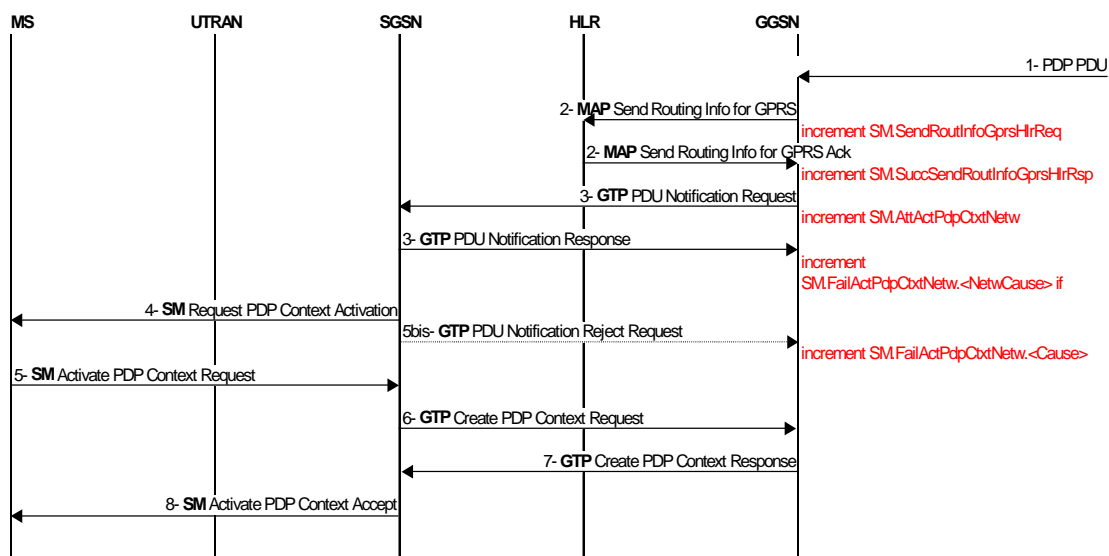 MS UTRAN SGSN HLR GGSN
1- PDP PDU
2- MAP Send Routing Info for GPRS
increment SM.SendRoutInfoGprsHlrReq
2- MAP Send Routing Info for GPRS Ack
increment SM.SuccSendRoutInfoGprsHlrRsp
3- GTP PDU Notification Request
increment SM.AttActPdpCtxtNetw
3- GTP PDU Notification Response
increment
SM.FailActPdpCtxtNetw.<NetwCause> if
4- SM Request PDP Context Activation
5bis- GTP PDU Notification Reject Request
increment SM.FailActPdpCtxtNetw.<Cause>
5- SM Activate PDP Context Request
6- GTP Create PDP Context Request
7- GTP Create PDP Context Response
8- SM Activate PDP Context Accept